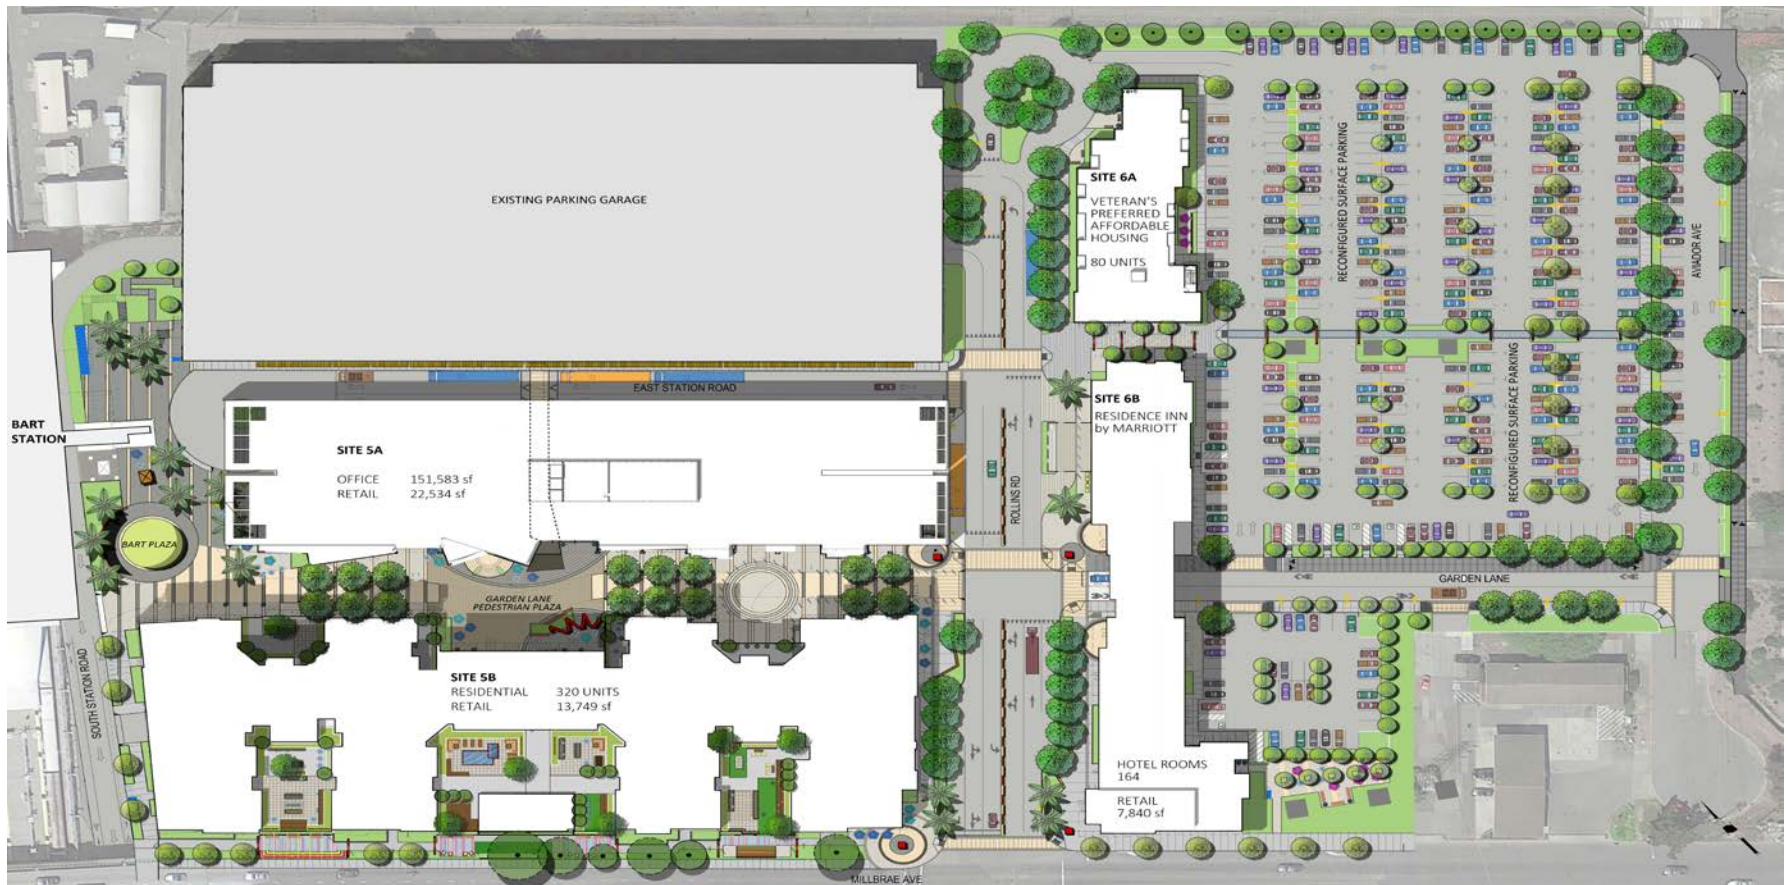 EXISTING PARKING GARAGE
SITE 6A
VETERAN'S
PREFERRED
AFFORDABLE
HOUSING
80 UNITS
RECONFIGURED SURFACE PARKING
AVIADOR AVE
EAST STATION ROAD
BART
STATION
SITE 5A
OFFICE 151,583 sf
RETAIL 22,534 sf
ROLLINS RD
SITE 6B
RESIDENCE INN
by MARRIOTT
RECONFIGURED SURFACE PARKING
BART PLAZA
GARDEN LANE
PEDESTRIAN PLAZA
GARDEN LANE
SOUTH STATION ROAD
SITE 5B
RESIDENTIAL 320 UNITS
RETAIL 13,749 sf
HOTEL ROOMS
164
RETAIL
7,840 sf
MILLBRAE AVE